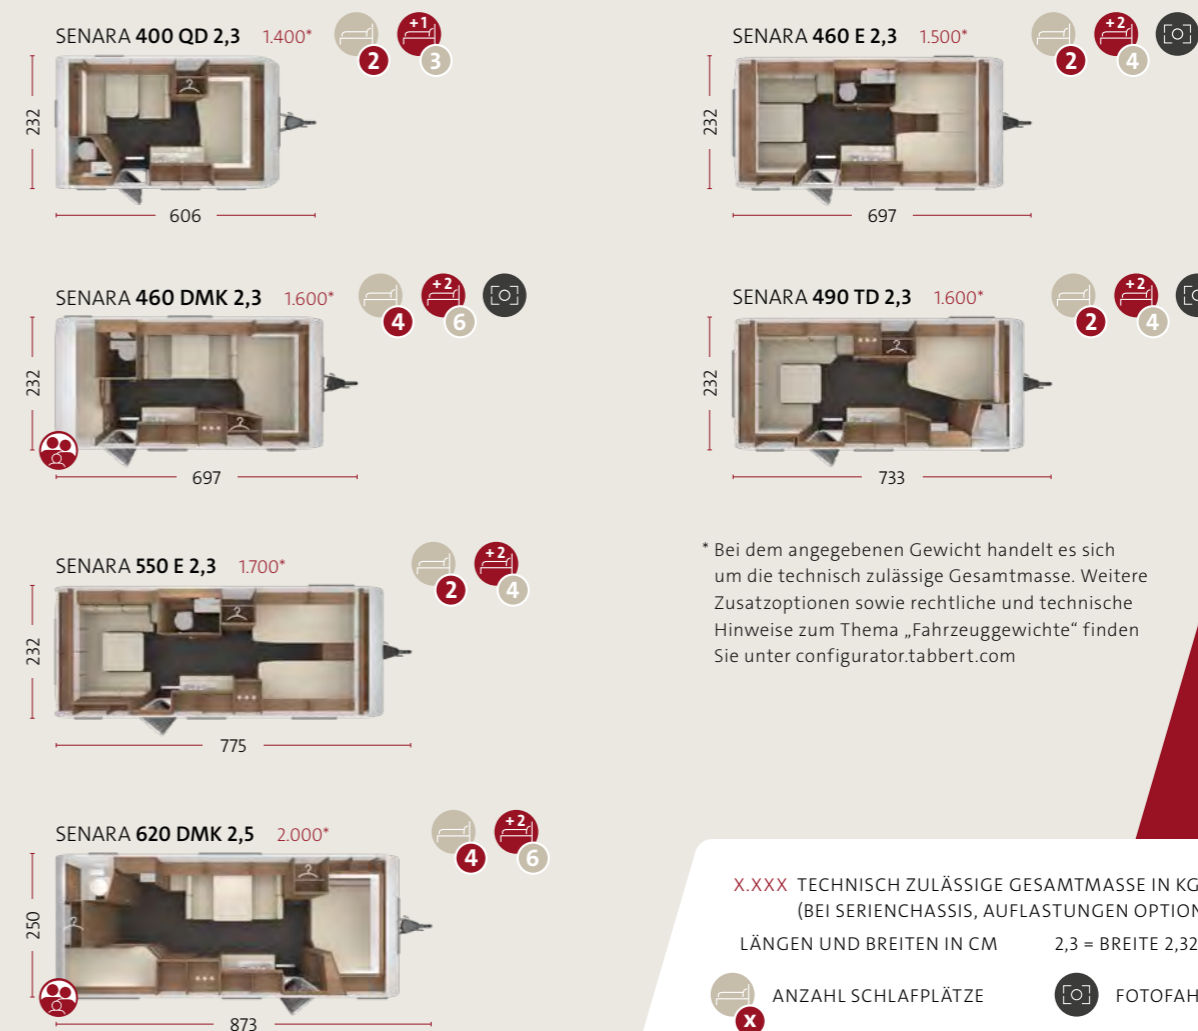 SENARA 400 QD 2,3 1.400*
2
+1
3
232
606
SENARA 460 E 2,3 1.500*
2
+2
4
232
697
SENARA 460 DMK 2,3 1.600*
4
+2
6
232
697
SENARA 490 TD 2,3 1.600*
2
+2
4
232
733
SENARA 550 E 2,3 1.700*
2
+2
4
232
775
* Bei dem angegebenen Gewicht handelt es sich
um die technisch zulässige Gesamtmasse. Weitere
Zusatzoptionen sowie rechtliche und technische
Hinweise zum Thema „Fahrzeuggewichte“ finden
Sie unter configurator.tabbert.com
SENARA 620 DMK 2,5 2.000*
4
+2
6
250
873
X.XXX TECHNISCH ZULÄSSIGE GESAMTMASSE IN KG
(BEI SERIENCHASSIS, AUFLASTUNGEN OPTION
LÄNGEN UND BREITEN IN CM 2,3 = BREITE 2,32
X
ANZAHL SCHLAFPLÄTZE
FOTOFAH